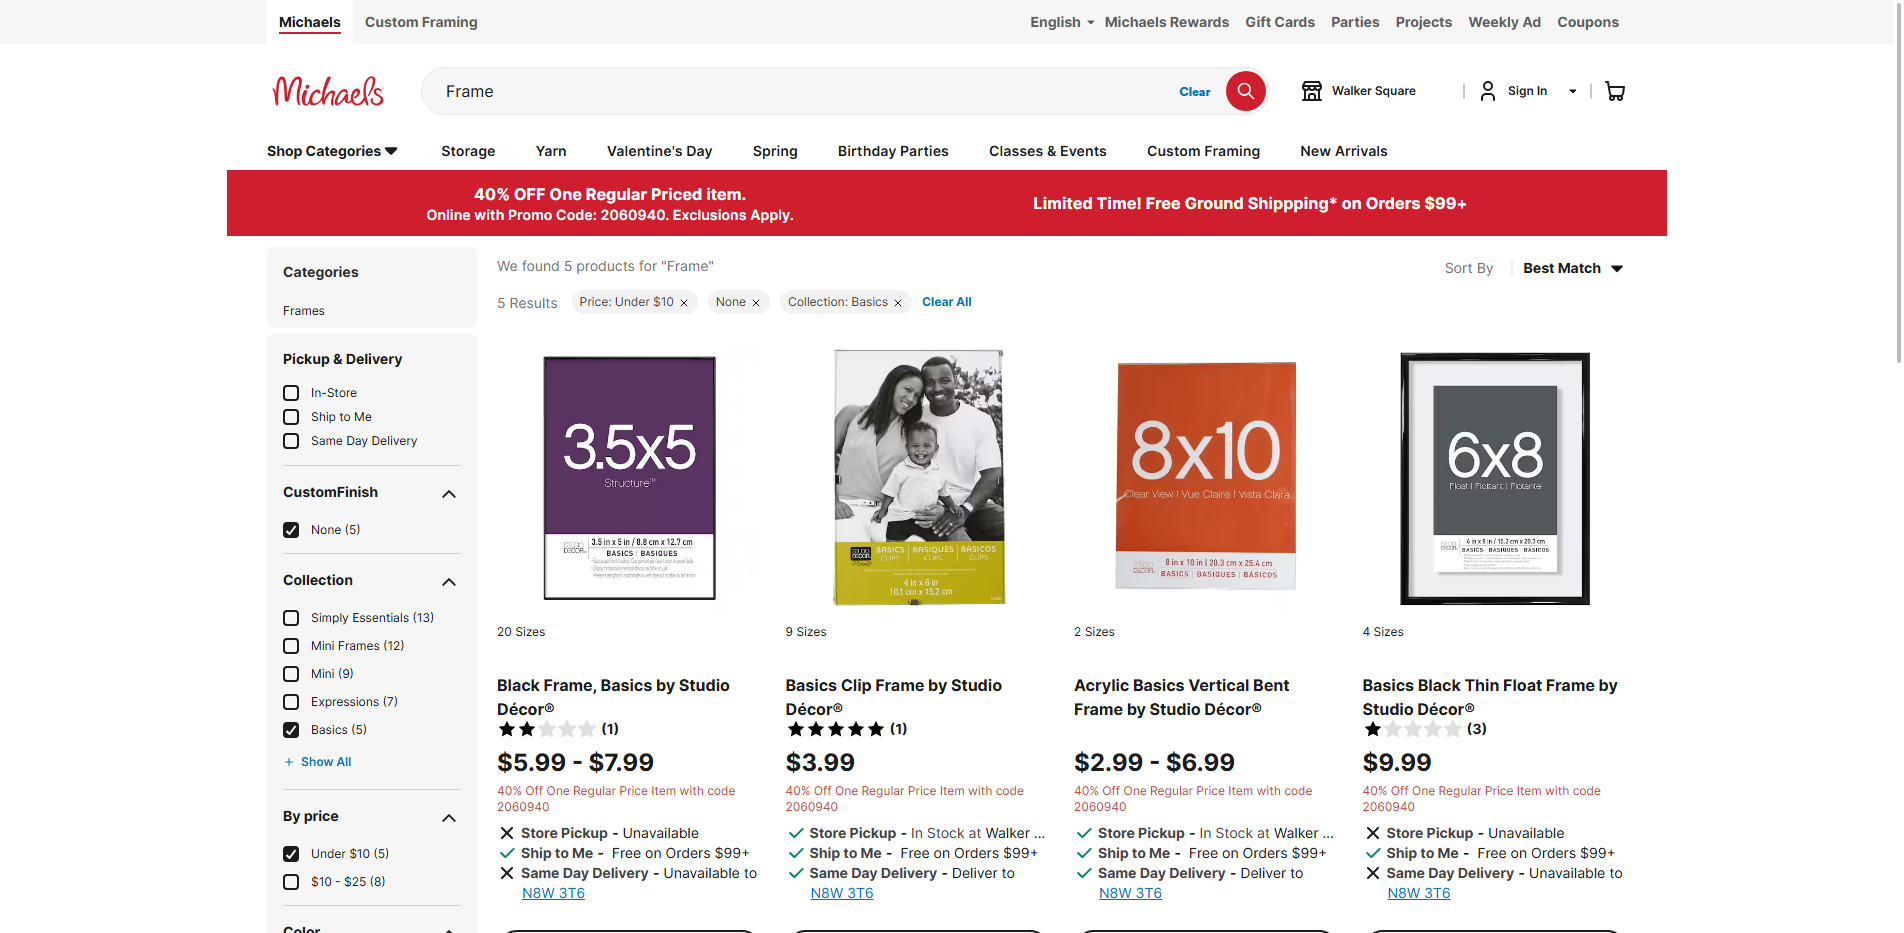 Michaels
Custom Framing
English
Michaels Rewards
Gift Cards
Parties
Projects
Weekly Ad
Coupons
Michaels
Frame
Clear
Walker Square
Sign In
Shop Categories
Storage
Yarn
Valentine's Day
Spring
Birthday Parties
Classes & Events
Custom Framing
New Arrivals
40% OFF One Regular Priced item.
Online with Promo Code: 2060940. Exclusions Apply.
Limited Time! Free Ground Shippping* on Orders $99+
Categories
Frames
Pickup & Delivery
In-Store
Ship to Me
Same Day Delivery
CustomFinish
None (5)
Collection
Simply Essentials (13)
Mini Frames (12)
Mini (9)
Expressions (7)
Basics (5)
+ Show All
By price
Under $10 (5)
$10 - $25 (8)
Color
We found 5 products for "Frame"
Sort By
Best Match
5 Results
Price: Under $10
None
Collection: Basics
Clear All
3.5x5
Structure™
STUDIO
DECOR
3.5 in x 5 in / 8.8 cm x 12.7 cm
BASICS | BASIQUES
20 Sizes
Black Frame, Basics by Studio
Décor®
(1)
$5.99 - $7.99
40% Off One Regular Price Item with code
2060940
Store Pickup - Unavailable
Ship to Me - Free on Orders $99+
Same Day Delivery - Unavailable to
N8W 3T6
STUDIO
DECOR
BASICS | BASIQUES | BÁSICOS
CLIPS CLIPS CLIPS
4 in x 6 in
10.1 cm x 15.2 cm
9 Sizes
Basics Clip Frame by Studio
Décor®
(1)
$3.99
40% Off One Regular Price Item with code
2060940
Store Pickup - In Stock at Walker ...
Ship to Me - Free on Orders $99+
Same Day Delivery - Deliver to
N8W 3T6
8x10
Clear View | Vue Claire | Vista Clara
STUDIO
DECOR
8 in x 10 in | 20.3 cm x 25.4 cm
BASICS | BASIQUES | BÁSICOS
2 Sizes
Acrylic Basics Vertical Bent
Frame by Studio Décor®
$2.99 - $6.99
40% Off One Regular Price Item with code
2060940
Store Pickup - In Stock at Walker ...
Ship to Me - Free on Orders $99+
Same Day Delivery - Deliver to
N8W 3T6
6x8
Float | Flottant | Flotante
STUDIO
DECOR
6 in x 8 in / 15.2 cm x 20.3 cm
BASICS | BASIQUES | BÁSICOS
4 Sizes
Basics Black Thin Float Frame by
Studio Décor®
(3)
$9.99
40% Off One Regular Price Item with code
2060940
Store Pickup - Unavailable
Ship to Me - Free on Orders $99+
Same Day Delivery - Unavailable to
N8W 3T6